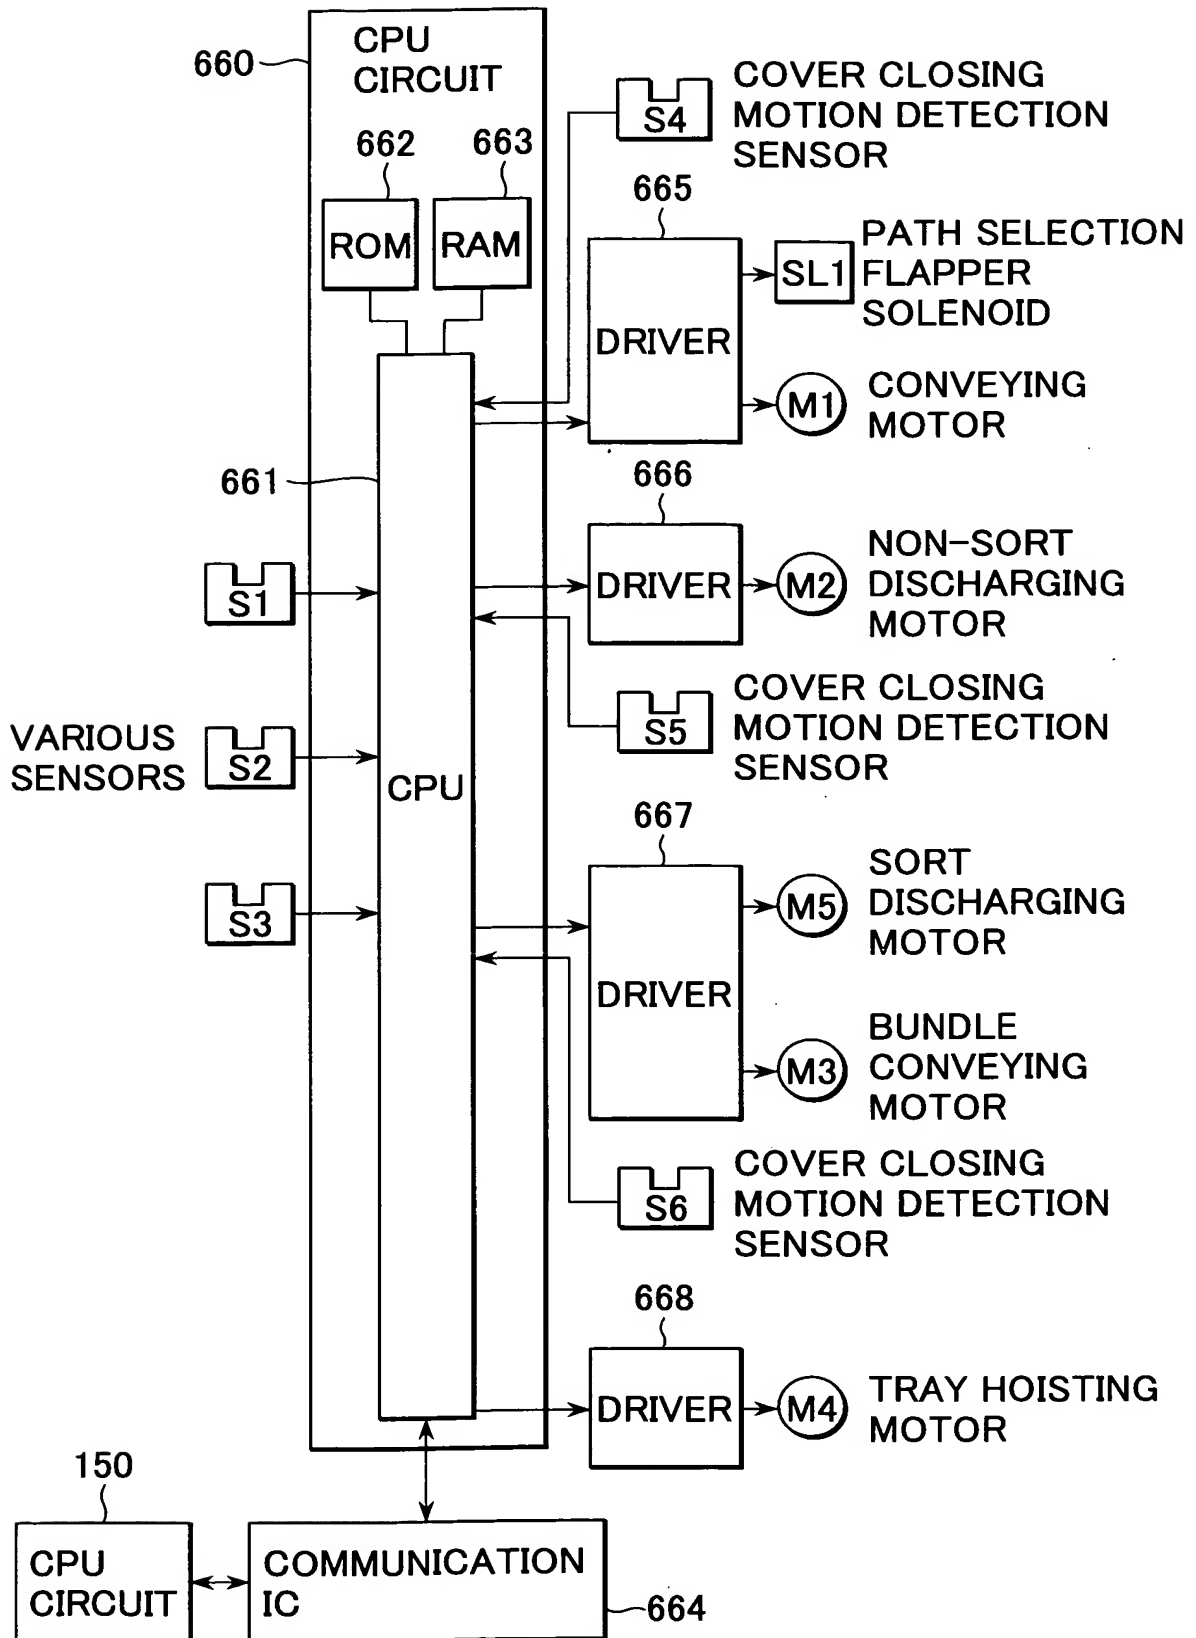 660
CPU
CIRCUIT
662
663
ROM
RAM
S4
COVER CLOSING
MOTION DETECTION
SENSOR
665
DRIVER
SL1
PATH SELECTION
FLAPPER
SOLENOID
M1
CONVEYING
MOTOR
661
666
DRIVER
M2
NON-SORT
DISCHARGING
MOTOR
S1
S5
COVER CLOSING
MOTION DETECTION
SENSOR
VARIOUS
SENSORS
S2
CPU
667
S3
DRIVER
M5
SORT
DISCHARGING
MOTOR
M3
BUNDLE
CONVEYING
MOTOR
S6
COVER CLOSING
MOTION DETECTION
SENSOR
668
DRIVER
M4
TRAY HOISTING
MOTOR
150
CPU
CIRCUIT
COMMUNICATION
IC
664